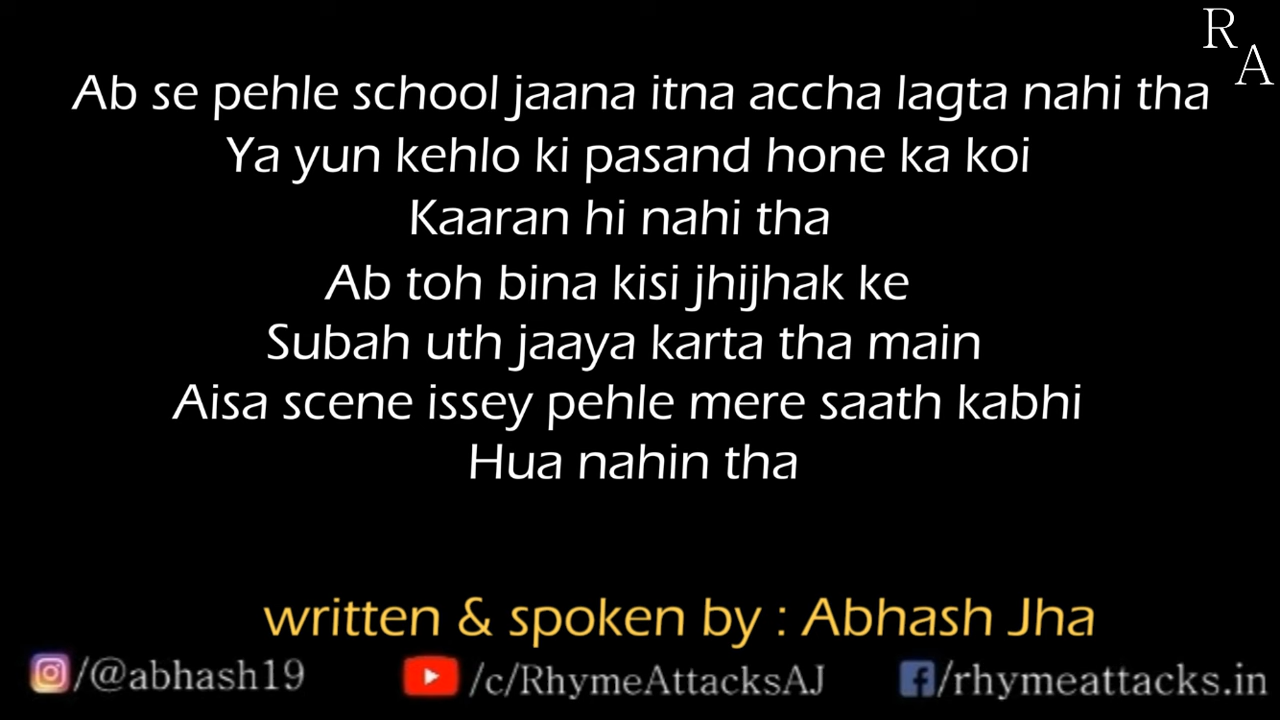 R
A
Ab se pehle school jaana itna accha lagta nahi tha
Ya yun kehlo ki pasand hone ka koi
Kaaran hi nahi tha
Ab toh bina kisi jhijhak ke
Subah uth jaaya karta tha main
Aisa scene issey pehle mere saath kabhi
Hua nahin tha
written & spoken by : Abhash Jha
/@abhash19 /c/RhymeAttacksAJ /rhymeattacks.in